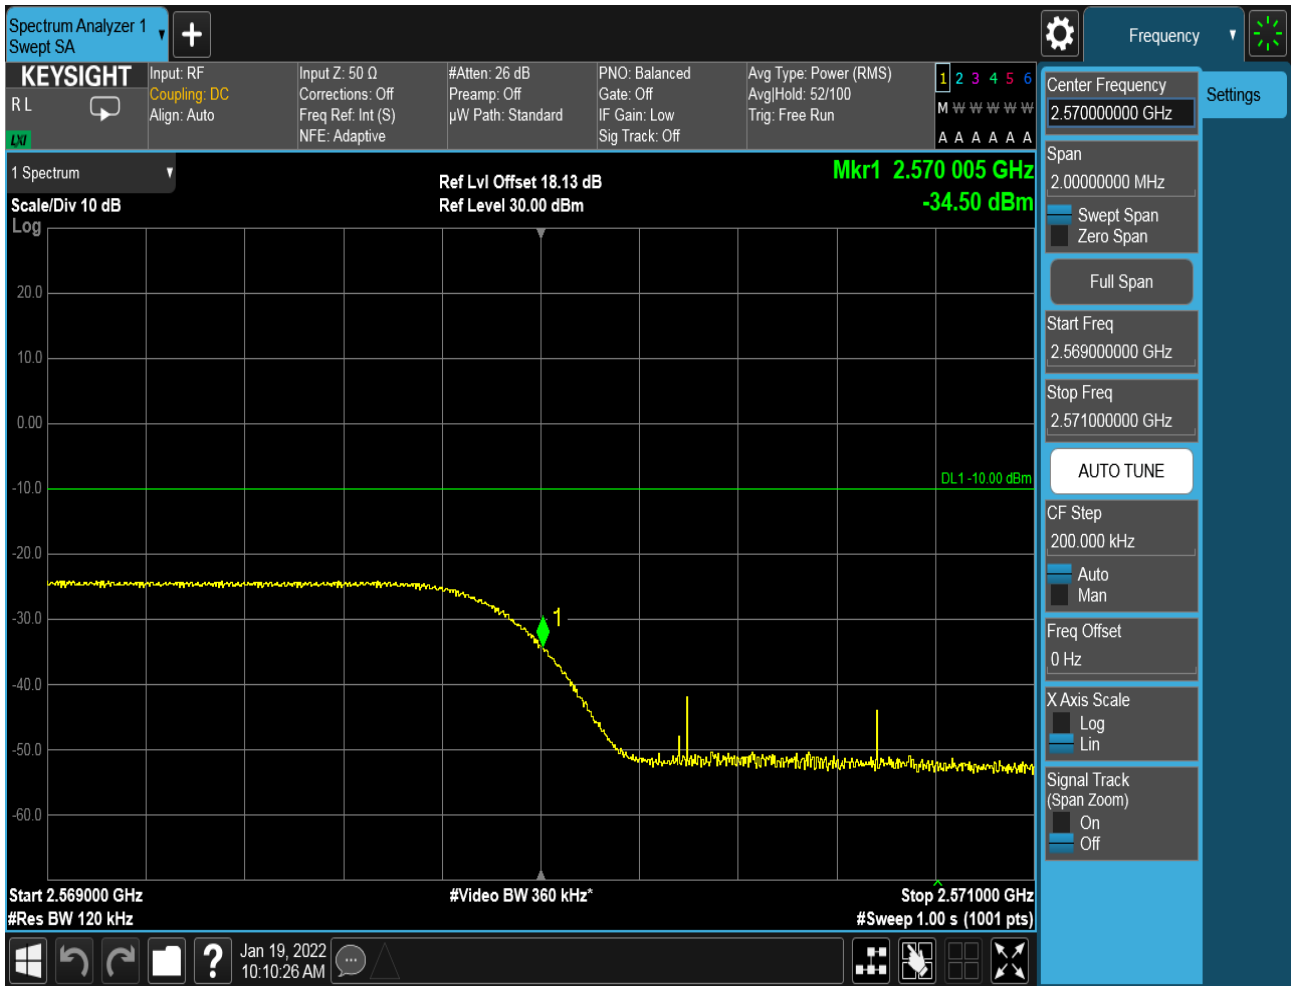 Spectrum Analyzer 1
Swept SA
Frequency
KEYSIGHT
R L
LXI
Input: RF
Coupling: DC
Align: Auto
Input Z: 50 Ω
Corrections: Off
Freq Ref: Int (S)
NFE: Adaptive
#Atten: 26 dB
Preamp: Off
µW Path: Standard
PNO: Balanced
Gate: Off
IF Gain: Low
Sig Track: Off
Avg Type: Power (RMS)
Avg|Hold: 52/100
Trig: Free Run
1 2 3 4 5 6
M W W W W W
A A A A A A
1 Spectrum
Scale/Div 10 dB
Log
Ref Lvl Offset 18.13 dB
Ref Level 30.00 dBm
Mkr1 2.570 005 GHz
-34.50 dBm
20.0
10.0
0.00
-10.0
-20.0
-30.0
-40.0
-50.0
-60.0
DL1 -10.00 dBm
1
Start 2.569000 GHz
#Res BW 120 kHz
#Video BW 360 kHz*
Stop 2.571000 GHz
#Sweep 1.00 s (1001 pts)
Jan 19, 2022
10:10:26 AM
?
Settings
Center Frequency
2.570000000 GHz
Span
2.00000000 MHz
Swept Span
Zero Span
Full Span
Start Freq
2.569000000 GHz
Stop Freq
2.571000000 GHz
AUTO TUNE
CF Step
200.000 kHz
Auto
Man
Freq Offset
0 Hz
X Axis Scale
Log
Lin
Signal Track
(Span Zoom)
On
Off